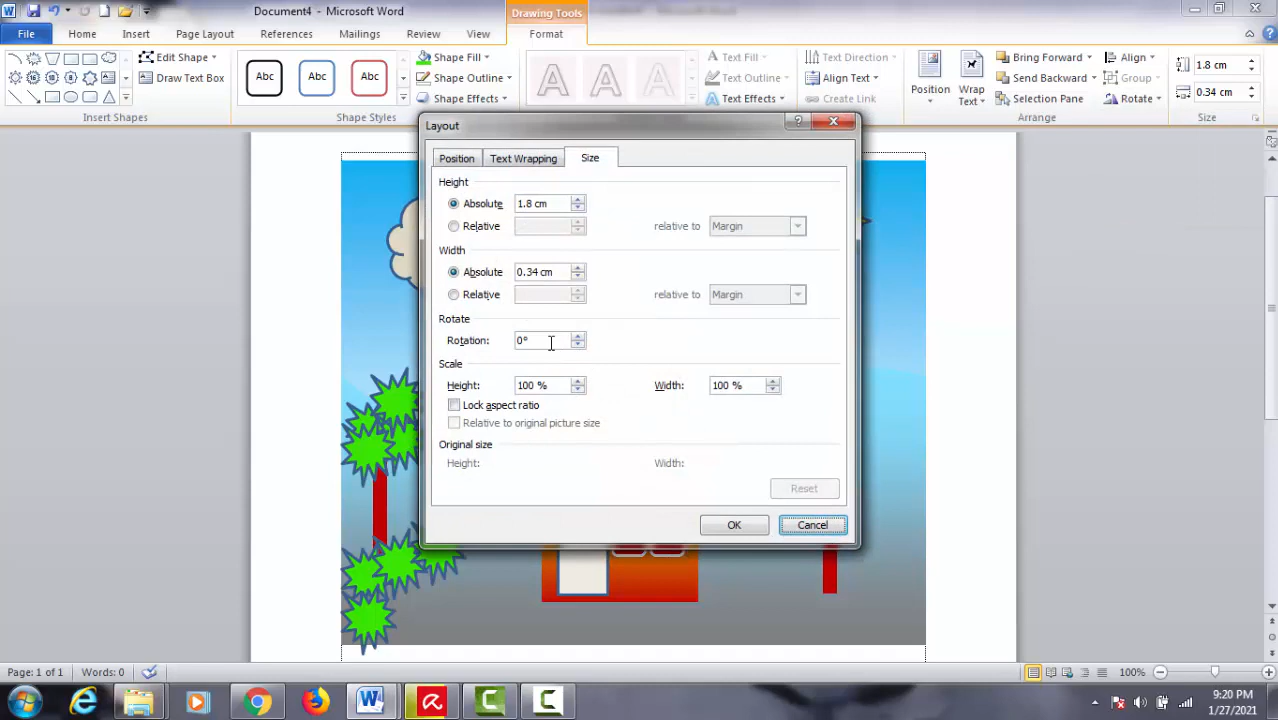 Document4 - Microsoft Word
Drawing Tools
File
Home
Insert
Page Layout
References
Mailings
Review
View
Format
Edit Shape
Draw Text Box
Insert Shapes
Abc
Abc
Abc
Shape Fill
Shape Outline
Shape Effects
Shape Styles
A
A
A
Text Fill
Text Outline
Text Effects
Text Direction
Align Text
Create Link
Position
Wrap
Text
Bring Forward
Send Backward
Selection Pane
Align
Group
Rotate
Arrange
1.8 cm
0.34 cm
Size
Layout
Position
Text Wrapping
Size
Height
Absolute
1.8 cm
Relative
relative to
Margin
Width
Absolute
0.34 cm
Relative
relative to
Margin
Rotate
Rotation:
0°
Scale
Height:
100 %
Width:
100 %
Lock aspect ratio
Relative to original picture size
Original size
Height:
Width:
Reset
OK
Cancel
Page: 1 of 1
Words: 0
100%
9:20 PM
1/27/2021